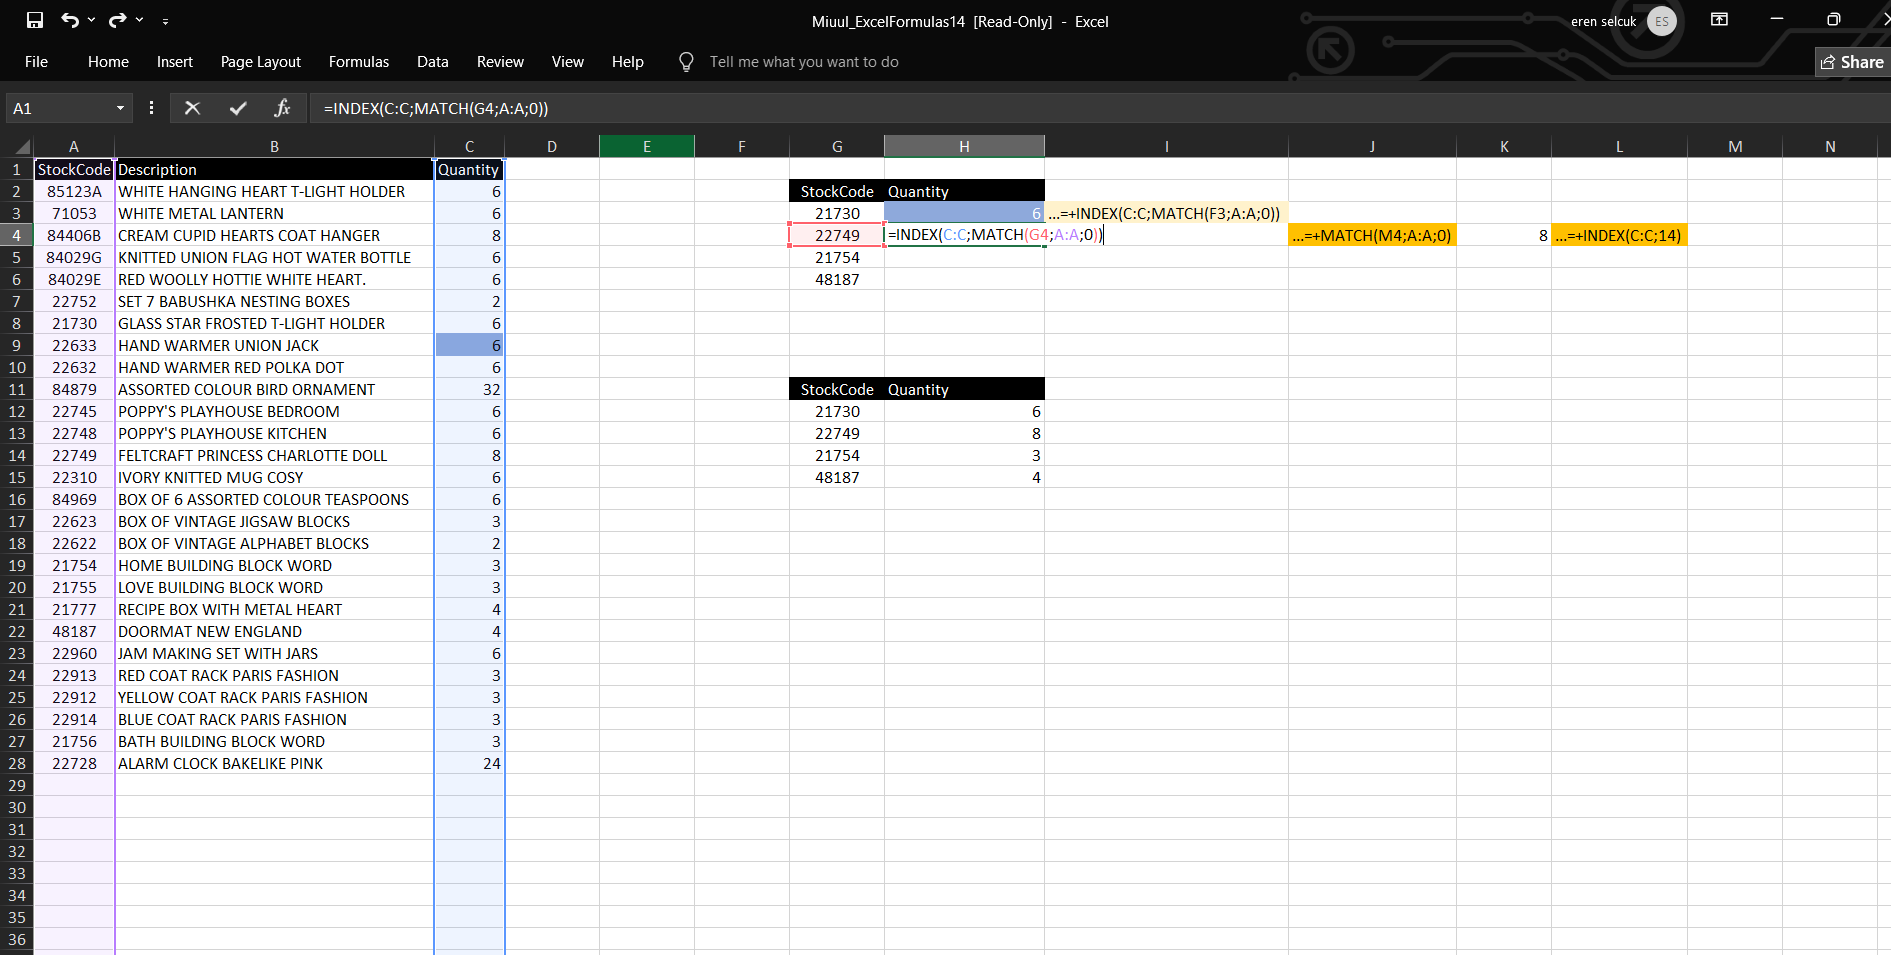 Miuul_ExcelFormulas14 [Read-Only] - Excel
eren selcuk ES
File Home Insert Page Layout Formulas Data Review View Help Tell me what you want to do Share
A1 fx =INDEX(C:C;MATCH(G4;A:A;0))
A B C D E F G H I J K L M N
1 StockCode Description Quantity
2 85123A WHITE HANGING HEART T-LIGHT HOLDER 6 StockCode Quantity
3 71053 WHITE METAL LANTERN 6 21730 6 ...=+INDEX(C:C;MATCH(F3;A:A;0))
4 84406B CREAM CUPID HEARTS COAT HANGER 8 22749 =INDEX(C:C;MATCH(G4;A:A;0)) ...=+MATCH(M4;A:A;0) 8 ...=+INDEX(C:C;14)
5 84029G KNITTED UNION FLAG HOT WATER BOTTLE 6 21754
6 84029E RED WOOLLY HOTTIE WHITE HEART. 6 48187
7 22752 SET 7 BABUSHKA NESTING BOXES 2
8 21730 GLASS STAR FROSTED T-LIGHT HOLDER 6
9 22633 HAND WARMER UNION JACK 6
10 22632 HAND WARMER RED POLKA DOT 6
11 84879 ASSORTED COLOUR BIRD ORNAMENT 32 StockCode Quantity
12 22745 POPPY'S PLAYHOUSE BEDROOM 6 21730 6
13 22748 POPPY'S PLAYHOUSE KITCHEN 6 22749 8
14 22749 FELTCRAFT PRINCESS CHARLOTTE DOLL 8 21754 3
15 22310 IVORY KNITTED MUG COSY 6 48187 4
16 84969 BOX OF 6 ASSORTED COLOUR TEASPOONS 6
17 22623 BOX OF VINTAGE JIGSAW BLOCKS 3
18 22622 BOX OF VINTAGE ALPHABET BLOCKS 2
19 21754 HOME BUILDING BLOCK WORD 3
20 21755 LOVE BUILDING BLOCK WORD 3
21 21777 RECIPE BOX WITH METAL HEART 4
22 48187 DOORMAT NEW ENGLAND 4
23 22960 JAM MAKING SET WITH JARS 6
24 22913 RED COAT RACK PARIS FASHION 3
25 22912 YELLOW COAT RACK PARIS FASHION 3
26 22914 BLUE COAT RACK PARIS FASHION 3
27 21756 BATH BUILDING BLOCK WORD 3
28 22728 ALARM CLOCK BAKELIKE PINK 24
29
30
31
32
33
34
35
36